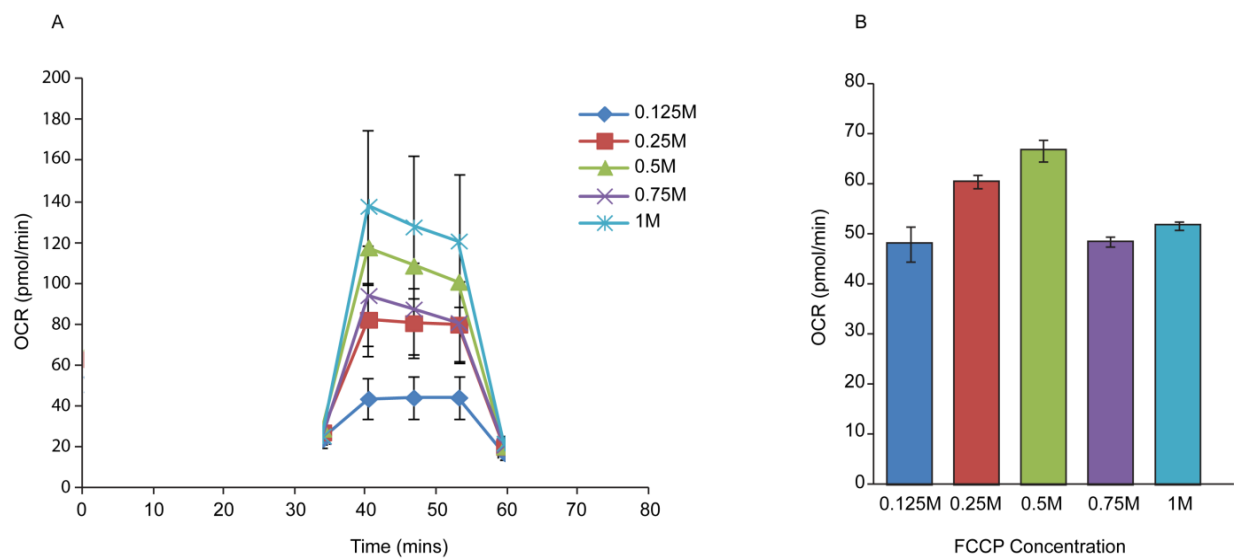 A
200
180
160
140
120
100
80
60
40
20
0
OCR (pmol/min)
0 10 20 30 40 50 60 70 80
Time (mins)
0.125M
0.25M
0.5M
0.75M
1M
B
80
70
60
50
60
40
30
20
10
0
OCR (pmol/min)
0.125M 0.25M 0.5M 0.75M 1M
FCCP Concentration